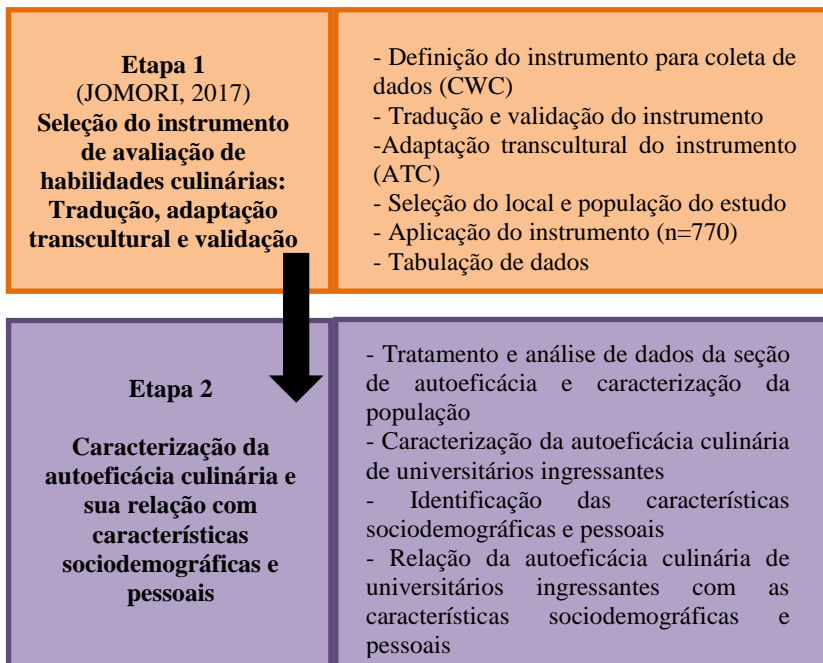 Etapa 1
(JOMORI, 2017)
Seleção do instrumento
de avaliação de
habilidades culinárias:
Tradução, adaptação
transcultural e validação
- Definição do instrumento para coleta de
dados (CWC)
- Tradução e validação do instrumento
-Adaptação transcultural do instrumento
(ATC)
- Seleção do local e população do estudo
- Aplicação do instrumento (n=770)
- Tabulação de dados
Etapa 2
Caracterização da
autoeficácia culinária e
sua relação com
características
sociodemográficas e
pessoais
- Tratamento e análise de dados da seção
de autoeficácia e caracterização da
população
- Caracterização da autoeficácia culinária
de universitários ingressantes
- Identificação das características
sociodemográficas e pessoais
- Relação da autoeficácia culinária de
universitários ingressantes com as
características sociodemográficas e
pessoais